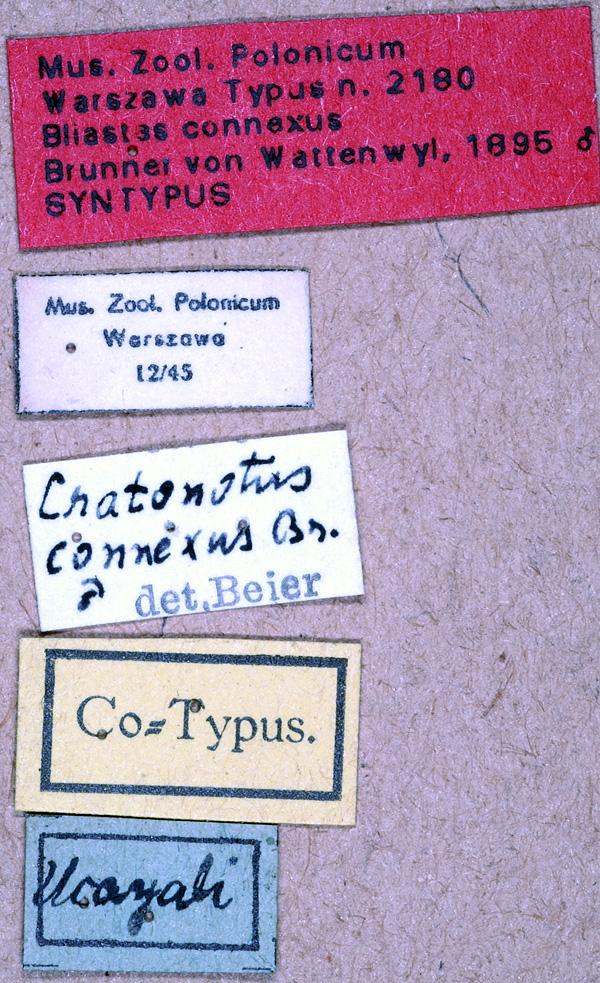 Mus. Zool. Polonicum
Warszawa Typus n. 2180
Bliastes connexus
Brunner von Wattenwyl, 1895 ♂
SYNTYPUS
Mus. Zool. Polonicum
Warszawa
12/45
Cratonotus
connexus Br.
♂ det. Beier
Co-Typus.
Ucayali